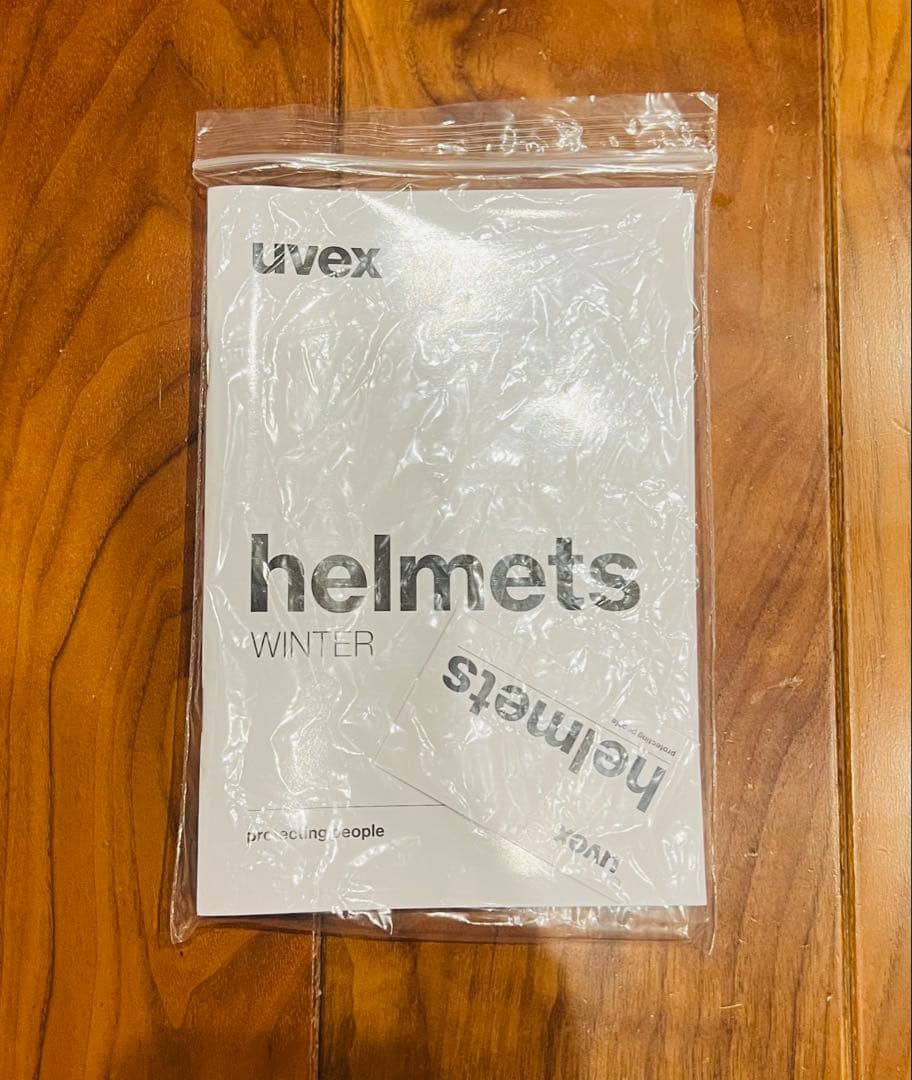 uvex
helmets
WINTER
protecting people
helmets
protecting people
uvex